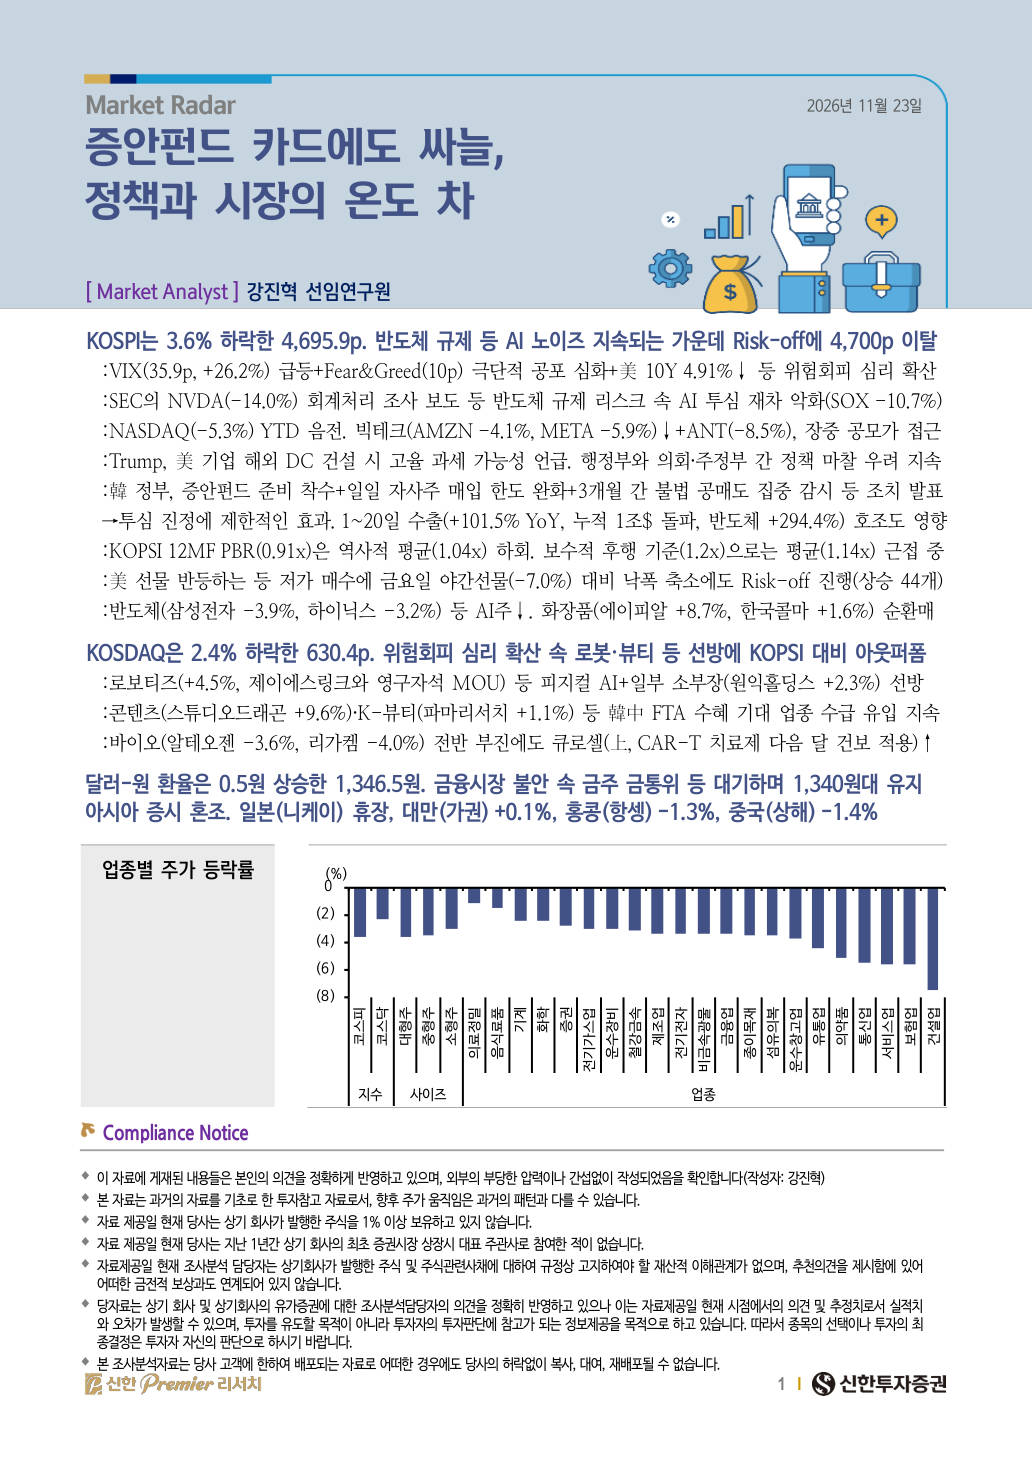 Market Radar
2026년 11월 23일
증안펀드 카드에도 싸늘,
정책과 시장의 온도 차
[ Market Analyst ] 강진혁 선임연구원
KOSPI는 3.6% 하락한 4,695.9p. 반도체 규제 등 AI 노이즈 지속되는 가운데 Risk-off에 4,700p 이탈
:VIX(35.9p, +26.2%) 급등+Fear&Greed(10p) 극단적 공포 심화+美 10Y 4.91%↓ 등 위험회피 심리 확산
:SEC의 NVDA(-14.0%) 회계처리 조사 보도 등 반도체 규제 리스크 속 AI 투심 재차 악화(SOX -10.7%)
:NASDAQ(-5.3%) YTD 음전. 빅테크(AMZN -4.1%, META -5.9%)↓+ANT(-8.5%), 장중 공모가 접근
:Trump, 美 기업 해외 DC 건설 시 고율 과세 가능성 언급. 행정부와 의회·주정부 간 정책 마찰 우려 지속
:韓 정부, 증안펀드 준비 착수+일일 자사주 매입 한도 완화+3개월 간 불법 공매도 집중 감시 등 조치 발표
→투심 진정에 제한적인 효과. 1~20일 수출(+101.5% YoY, 누적 1조$ 돌파, 반도체 +294.4%) 호조도 영향
:KOPSI 12MF PBR(0.91x)은 역사적 평균(1.04x) 하회. 보수적 후행 기준(1.2x)으로는 평균(1.14x) 근접 중
:美 선물 반등하는 등 저가 매수에 금요일 야간선물(-7.0%) 대비 낙폭 축소에도 Risk-off 진행(상승 44개)
:반도체(삼성전자 -3.9%, 하이닉스 -3.2%) 등 AI주↓. 화장품(에이피알 +8.7%, 한국콜마 +1.6%) 순환매
KOSDAQ은 2.4% 하락한 630.4p. 위험회피 심리 확산 속 로봇·뷰티 등 선방에 KOPSI 대비 아웃퍼폼
:로보티즈(+4.5%, 제이에스링크와 영구자석 MOU) 등 피지컬 AI+일부 소부장(원익홀딩스 +2.3%) 선방
:콘텐츠(스튜디오드래곤 +9.6%)·K-뷰티(파마리서치 +1.1%) 등 韓中 FTA 수혜 기대 업종 수급 유입 지속
:바이오(알테오젠 -3.6%, 리가켐 -4.0%) 전반 부진에도 큐로셀(上, CAR-T 치료제 다음 달 건보 적용)↑
달러-원 환율은 0.5원 상승한 1,346.5원. 금융시장 불안 속 금주 금통위 등 대기하며 1,340원대 유지
아시아 증시 혼조. 일본(니케이) 휴장, 대만(가권) +0.1%, 홍콩(항셍) -1.3%, 중국(상해) -1.4%
업종별 주가 등락률
(%)
0
(2)
(4)
(6)
(8)
코스피 코스닥 대형주 중형주 소형주 의료정밀 음식료품 기계 화학 증권 전기가스업 운수장비 철강금속 제조업 전기전자 비금속광물 금융업 종이목재 섬유의복 운수창고업 유통업 의약품 통신업 서비스업 보험업 건설업
지수 사이즈 업종
Compliance Notice
◆ 이 자료에 게재된 내용들은 본인의 의견을 정확하게 반영하고 있으며, 외부의 부당한 압력이나 간섭없이 작성되었음을 확인합니다(작성자: 강진혁)
◆ 본 자료는 과거의 자료를 기초로 한 투자참고 자료로서, 향후 주가 움직임은 과거의 패턴과 다를 수 있습니다.
◆ 자료 제공일 현재 당사는 상기 회사가 발행한 주식을 1% 이상 보유하고 있지 않습니다.
◆ 자료 제공일 현재 당사는 지난 1년간 상기 회사의 최초 증권시장 상장시 대표 주관사로 참여한 적이 없습니다.
◆ 자료제공일 현재 조사분석 담당자는 상기회사가 발행한 주식 및 주식관련사채에 대하여 규정상 고지하여야 할 재산적 이해관계가 없으며, 추천의견을 제시함에 있어
어떠한 금전적 보상과도 연계되어 있지 않습니다.
◆ 당자료는 상기 회사 및 상기회사의 유가증권에 대한 조사분석담당자의 의견을 정확히 반영하고 있으나 이는 자료제공일 현재 시점에서의 의견 및 추정치로서 실적치
와 오차가 발생할 수 있으며, 투자를 유도할 목적이 아니라 투자자의 투자판단에 참고가 되는 정보제공을 목적으로 하고 있습니다. 따라서 종목의 선택이나 투자의 최
종결정은 투자자 자신의 판단으로 하시기 바랍니다.
◆ 본 조사분석자료는 당사 고객에 한하여 배포되는 자료로 어떠한 경우에도 당사의 허락없이 복사, 대여, 재배포될 수 없습니다.
신한 Premier 리서치
1 | 신한투자증권